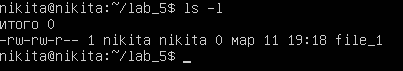 nikita@nikita:~/lab_5$ ls -l
итого 0
-rw-rw-r-- 1 nikita nikita 0 мар 11 19:18 file_1
nikita@nikita:~/lab_5$ _